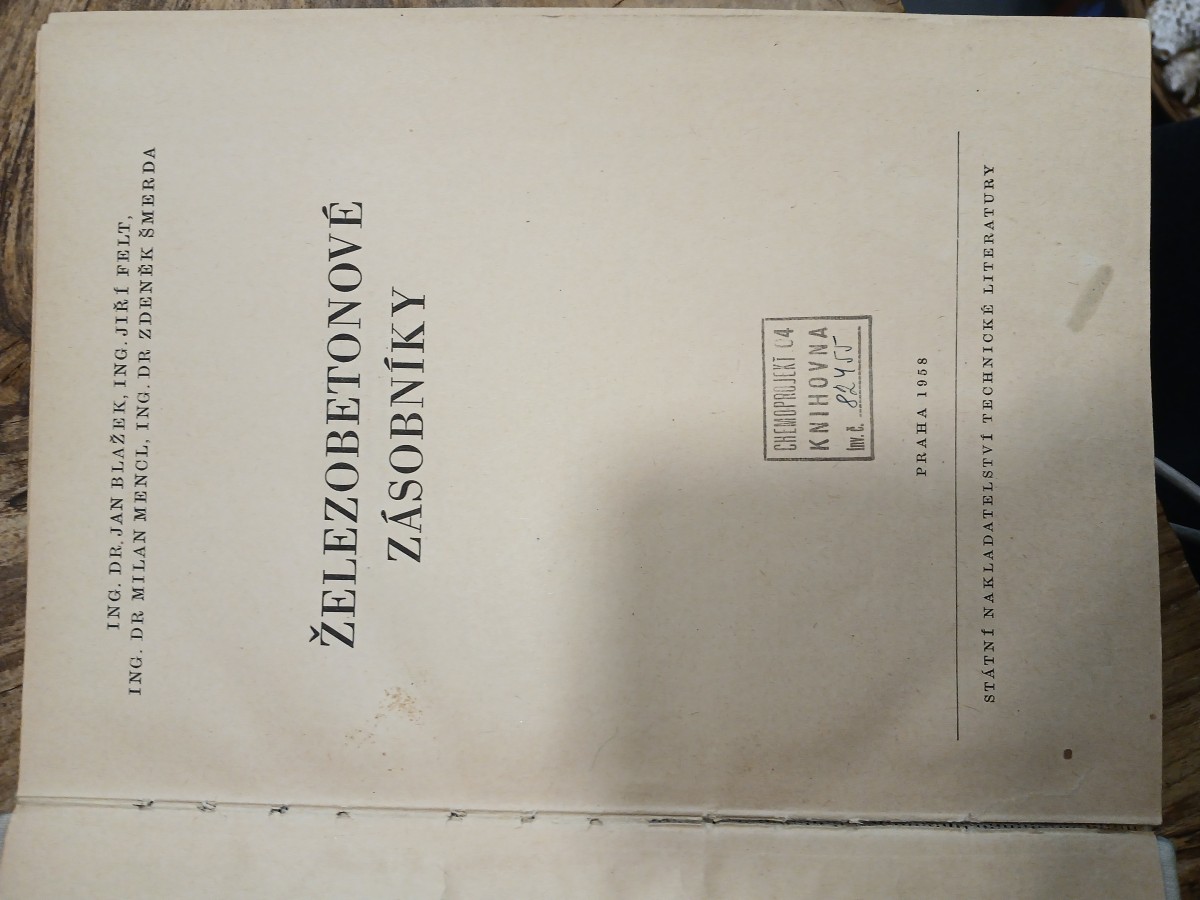 ING. DR. JAN BLAŽEK, ING. JIŘÍ FELT,
ING. DR MILAN MENCL, ING. DR ZDENĚK ŠMERDA
ŽELEZOBETONOVÉ
ZÁSOBNÍKY
CHEMOPROJEKT 04
KNIHOVNA
inv. č. 82455
PRAHA 1958
STÁTNÍ NAKLADATELSTVÍ TECHNICKÉ LITERATURY